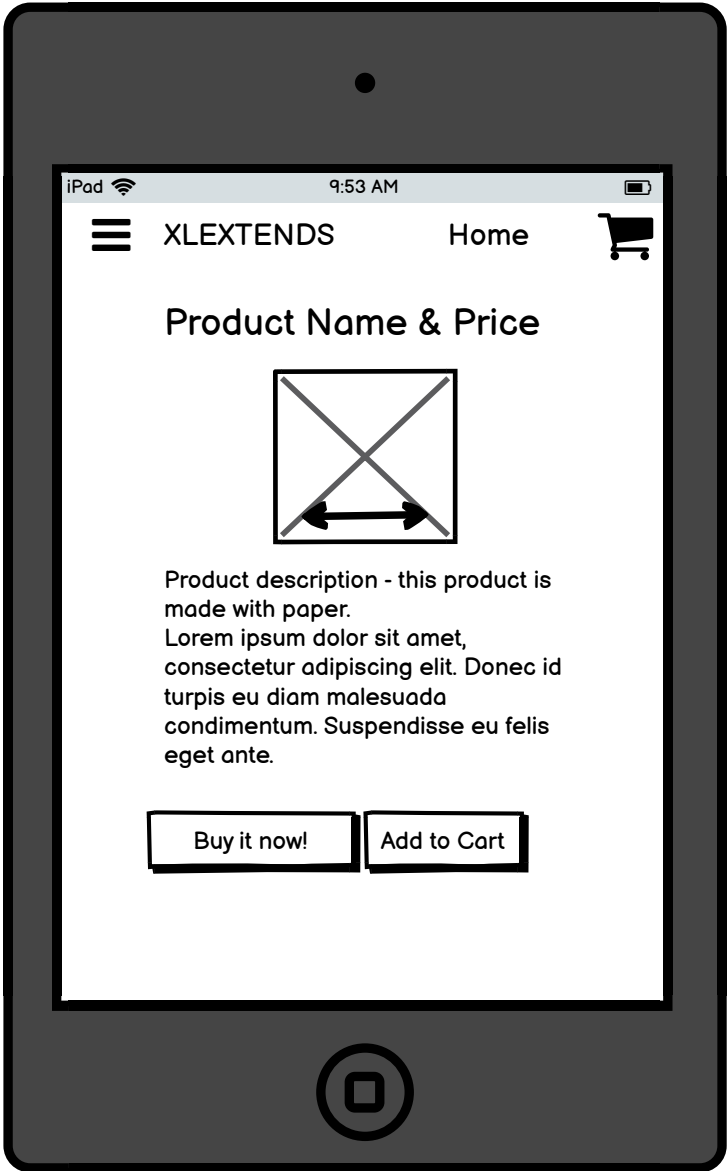 iPad 9:53 AM
XLEXTENDS Home
Product Name & Price
Product description - this product is
made with paper.
Lorem ipsum dolor sit amet,
consectetur adipiscing elit. Donec id
turpis eu diam malesuada
condimentum. Suspendisse eu felis
eget ante.
Buy it now! Add to Cart